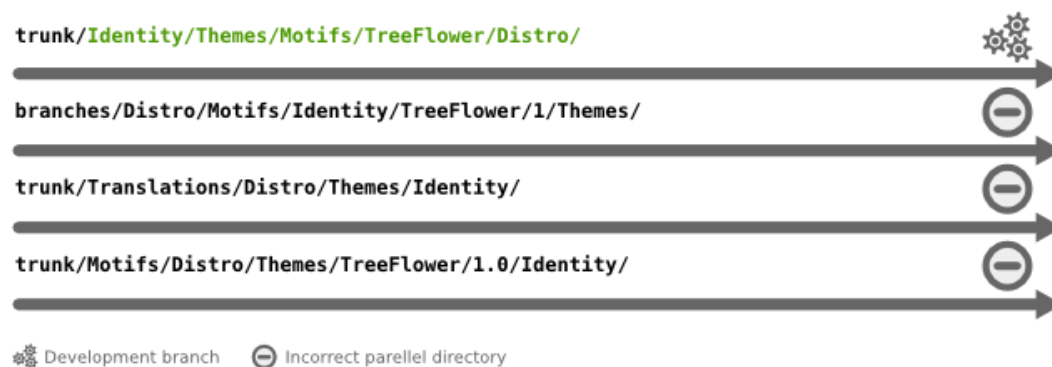 trunk/Identity/Themes/Motifs/TreeFlower/Distro/
branches/Distro/Motifs/Identity/TreeFlower/1/Themes/
trunk/Translations/Distro/Themes/Identity/
trunk/Motifs/Distro/Themes/TreeFlower/1.0/Identity/
Development branch Incorrect parellel directory